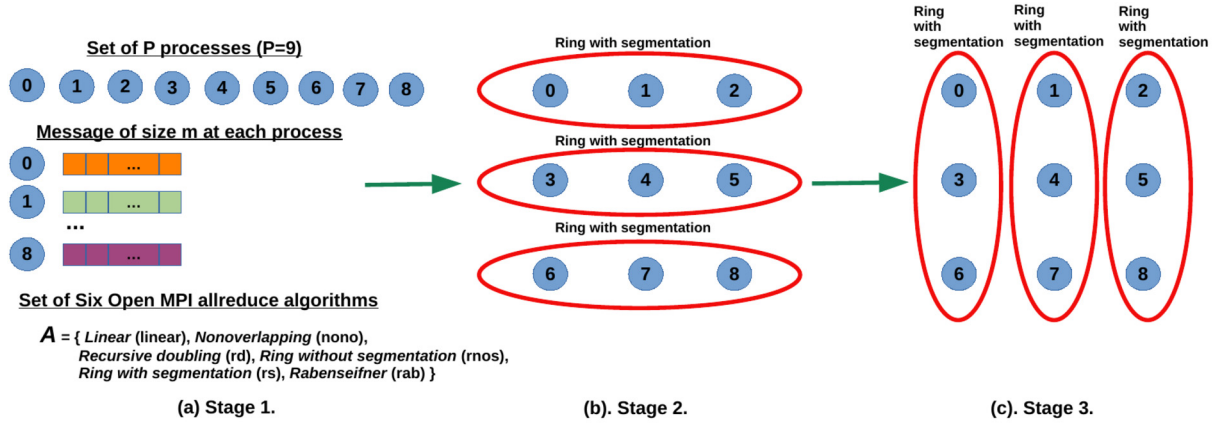 Set of P processes (P=9)
0 1 2 3 4 5 6 7 8
Message of size m at each process
0 ...
1 ...
...
8 ...
Set of Six Open MPI allreduce algorithms
A = { Linear (linear), Nonoverlapping (nono),
Recursive doubling (rd), Ring without segmentation (rnos),
Ring with segmentation (rs), Rabenseifner (rab) }
(a) Stage 1.
Ring with segmentation
0 1 2
Ring with segmentation
3 4 5
Ring with segmentation
6 7 8
(b). Stage 2.
Ring
with
segmentation
Ring
with
segmentation
Ring
with
segmentation
0 1 2
3 4 5
6 7 8
(c). Stage 3.